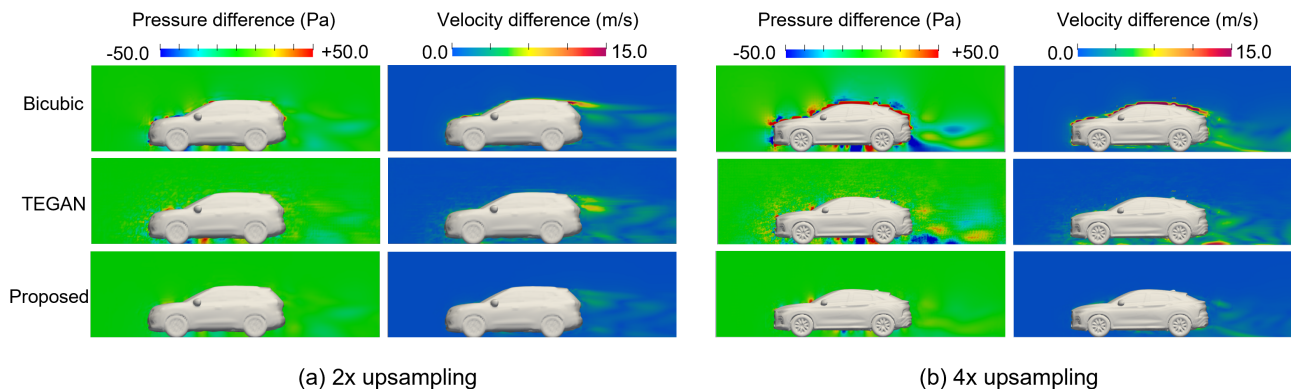 Pressure difference (Pa) Velocity difference (m/s) Pressure difference (Pa) Velocity difference (m/s)
-50.0 +50.0 0.0 15.0 -50.0 +50.0 0.0 15.0
Bicubic
TEGAN
Proposed
(a) 2x upsampling (b) 4x upsampling